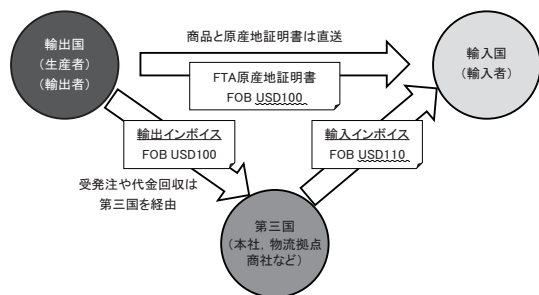 輸出国
(生産者)
(輸出者)
商品と原産地証明書は直送
輸入国
(輸入者)
FTA原産地証明書
FOB USD100
輸出インボイス
FOB USD100
輸入インボイス
FOB USD110
受発注や代金回収は
第三国を経由
第三国
(本社，物流拠点
商社など)